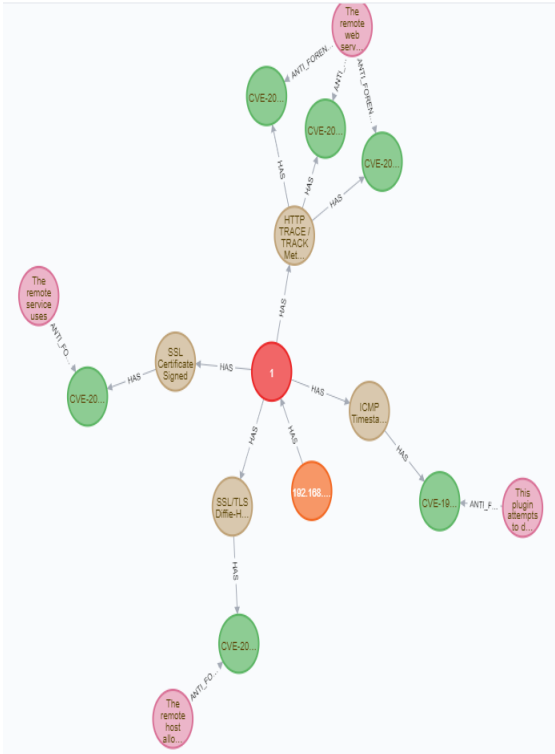 The
remote
web
serv...
ANTI_FOREN...
ANTI_...
ANTI_FOREN...
CVE-20...
CVE-20...
CVE-20...
HAS
HAS
HAS
HTTP
TRACE /
TRACK
Met...
HAS
The
remote
service
uses
ANTI_FO...
SSL
Certificate
Signed
HAS
HAS
CVE-20...
1
HAS
ICMP
Timesta...
HAS
HAS
HAS
SSL/TLS
Diffie-H...
192.168....
CVE-19...
ANTI_F...
This
plugin
attempts
to d...
HAS
CVE-20...
ANTI_FO...
The
remote
host
allo...